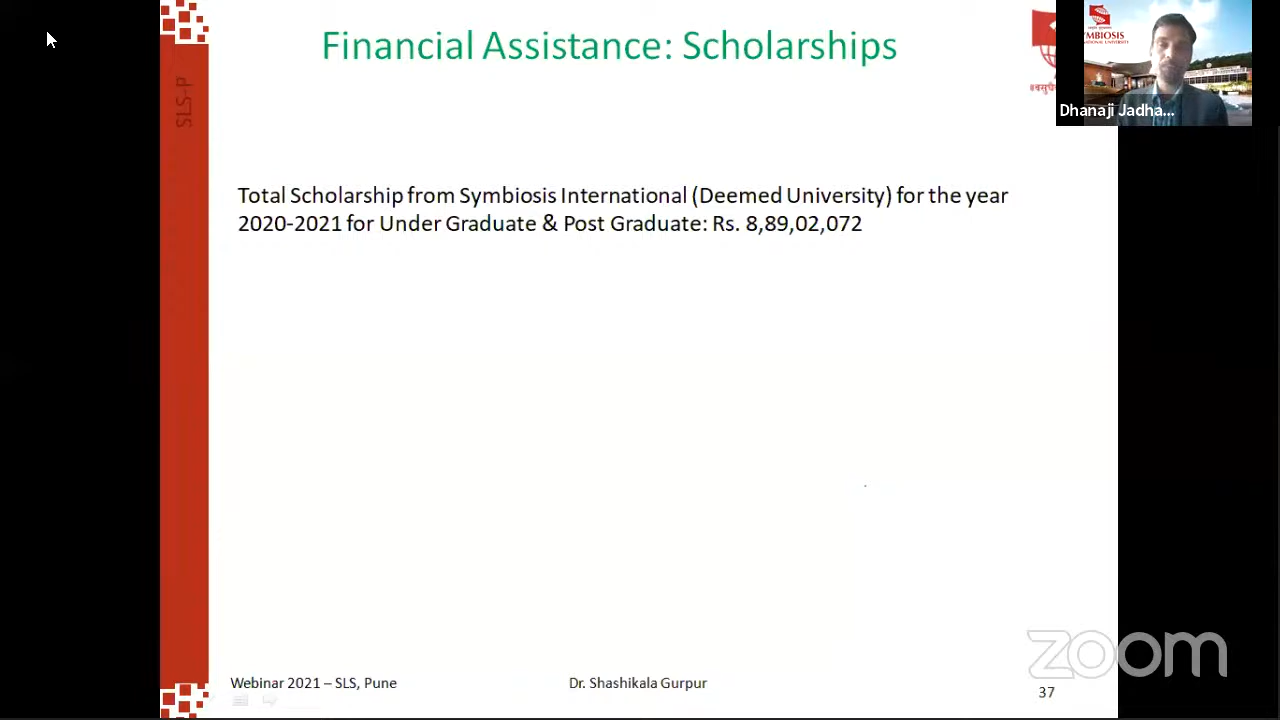 Financial Assistance: Scholarships
SLS-P
SYMBIOSIS
Dhanaji Jadha...
Total Scholarship from Symbiosis International (Deemed University) for the year
2020-2021 for Under Graduate & Post Graduate: Rs. 8,89,02,072
zoom
Webinar 2021 – SLS, Pune
Dr. Shashikala Gurpur
37